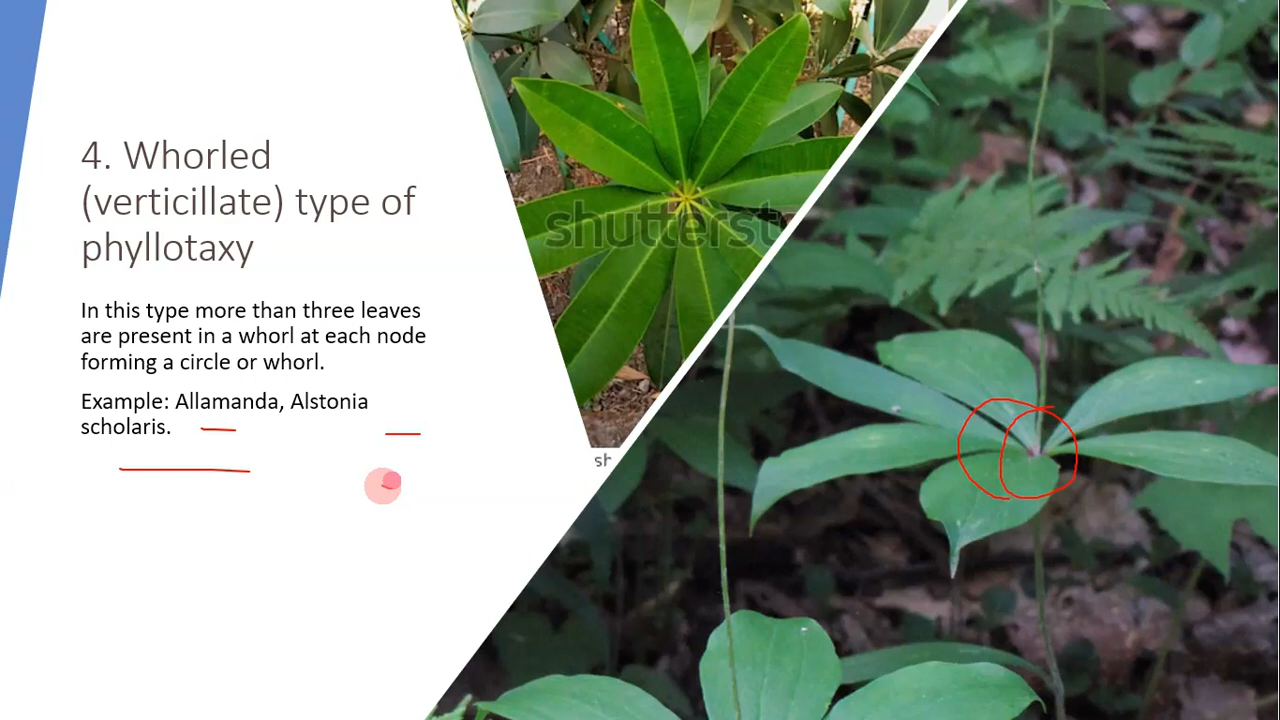 4. Whorled
(verticillate) type of
phyllotaxy
In this type more than three leaves
are present in a whorl at each node
forming a circle or whorl.
Example: Allamanda, Alstonia
scholaris.
shutterst
sh